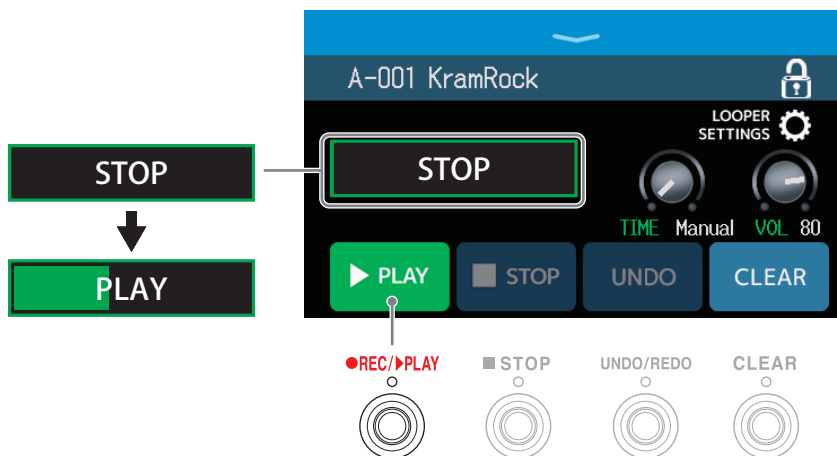 A-001 KramRock
LOOPER
SETTINGS
STOP
STOP
TIME Manual VOL 80
PLAY
▶ PLAY ■ STOP UNDO CLEAR
●REC/▶PLAY ■STOP UNDO/REDO CLEAR